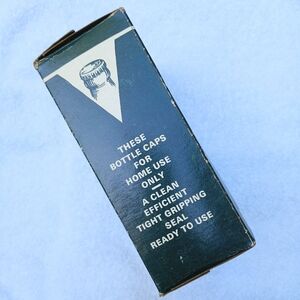 THESE
BOTTLE CAPS
FOR
HOME USE
ONLY —
A CLEAN
EFFICIENT
TIGHT GRIPPING
SEAL
READY TO USE